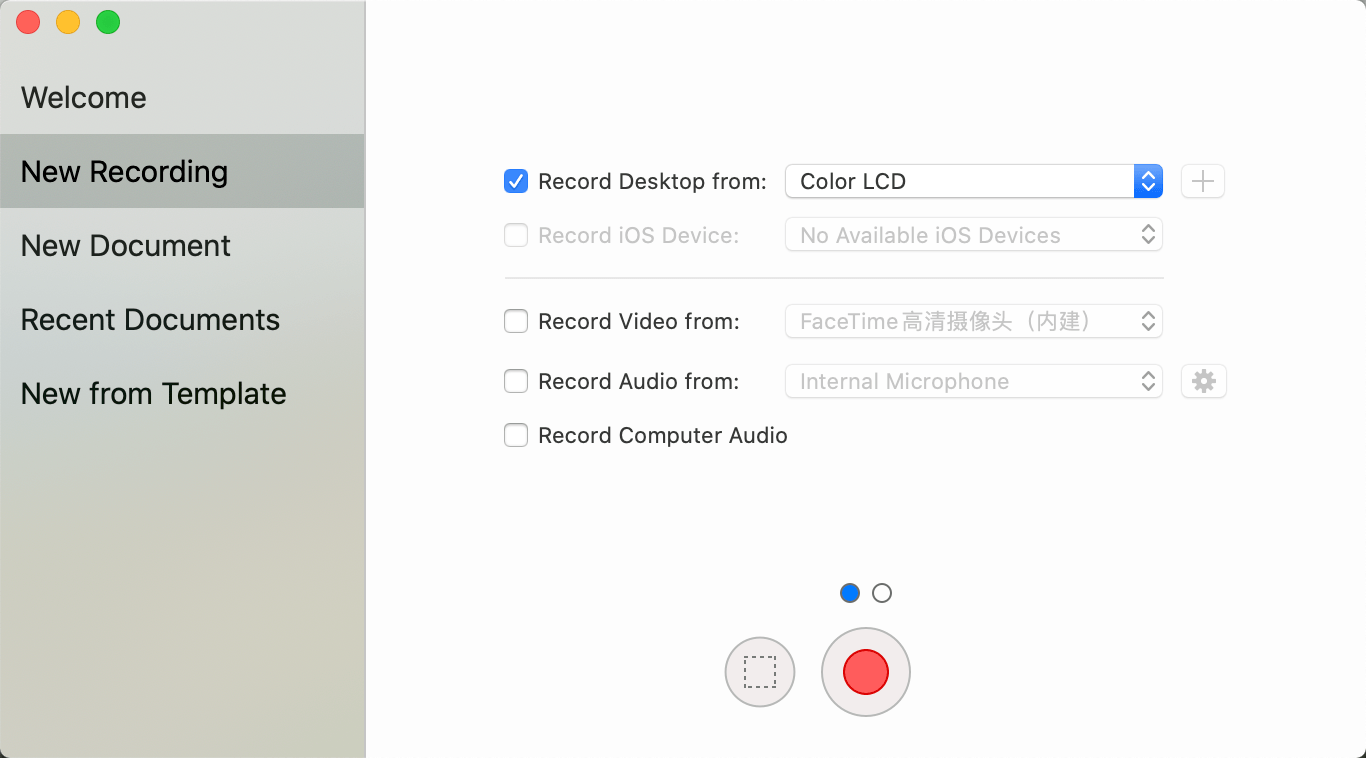 Welcome
New Recording
New Document
Recent Documents
New from Template
Record Desktop from: Color LCD
Record iOS Device: No Available iOS Devices
Record Video from: FaceTime高清摄像头（内建）
Record Audio from: Internal Microphone
Record Computer Audio